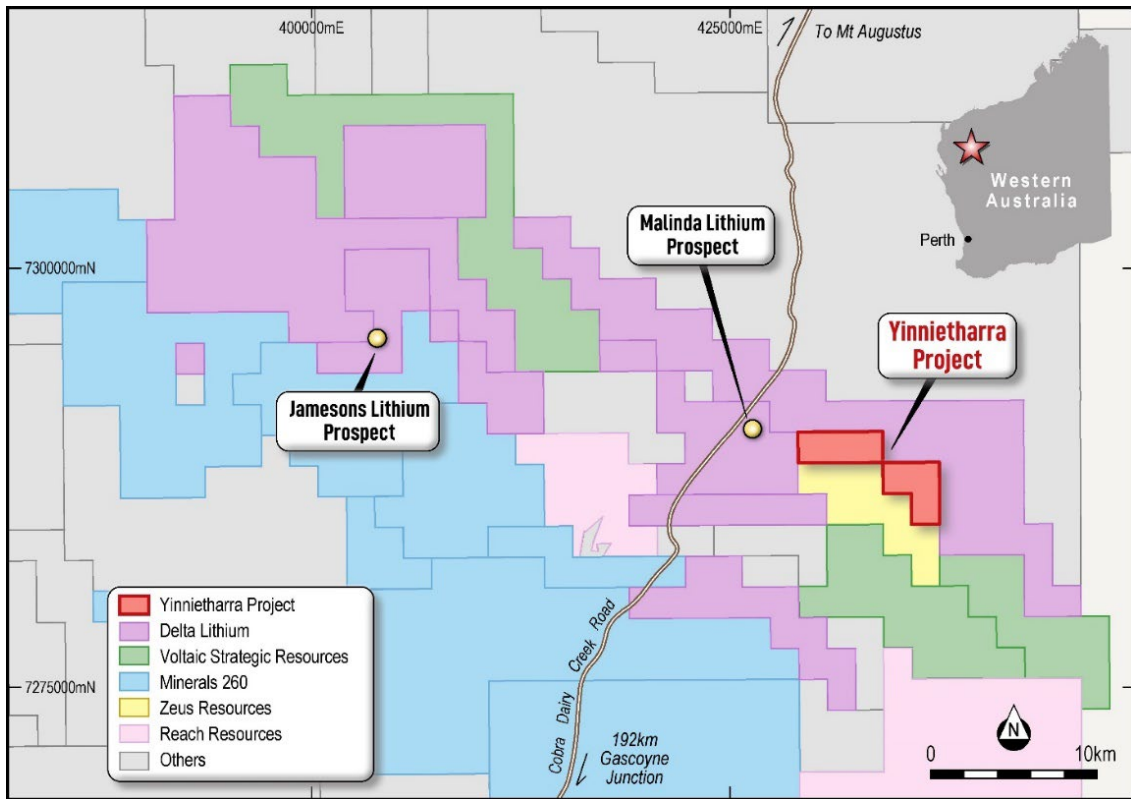 400000mE
425000mE
To Mt Augustus
Western
Australia
Perth
Malinda Lithium
Prospect
7300000mN
Yinnietharra
Project
Jamesons Lithium
Prospect
Yinnietharra Project
Delta Lithium
Voltaic Strategic Resources
Minerals 260
Zeus Resources
Reach Resources
Others
Cobra Dairy Creek Road
7275000mN
192km
Gascoyne
Junction
N
0 10km